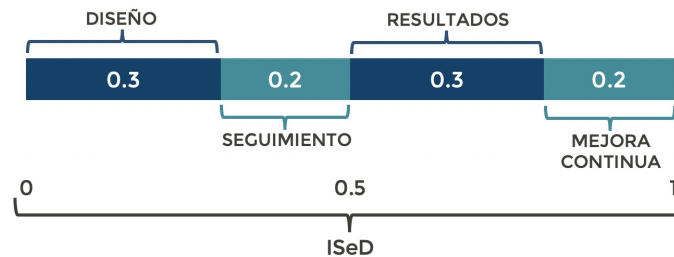 DISEÑO
RESULTADOS
0.3
0.2
0.3
0.2
SEGUIMIENTO
MEJORA
CONTINUA
0
0.5
1
ISeD